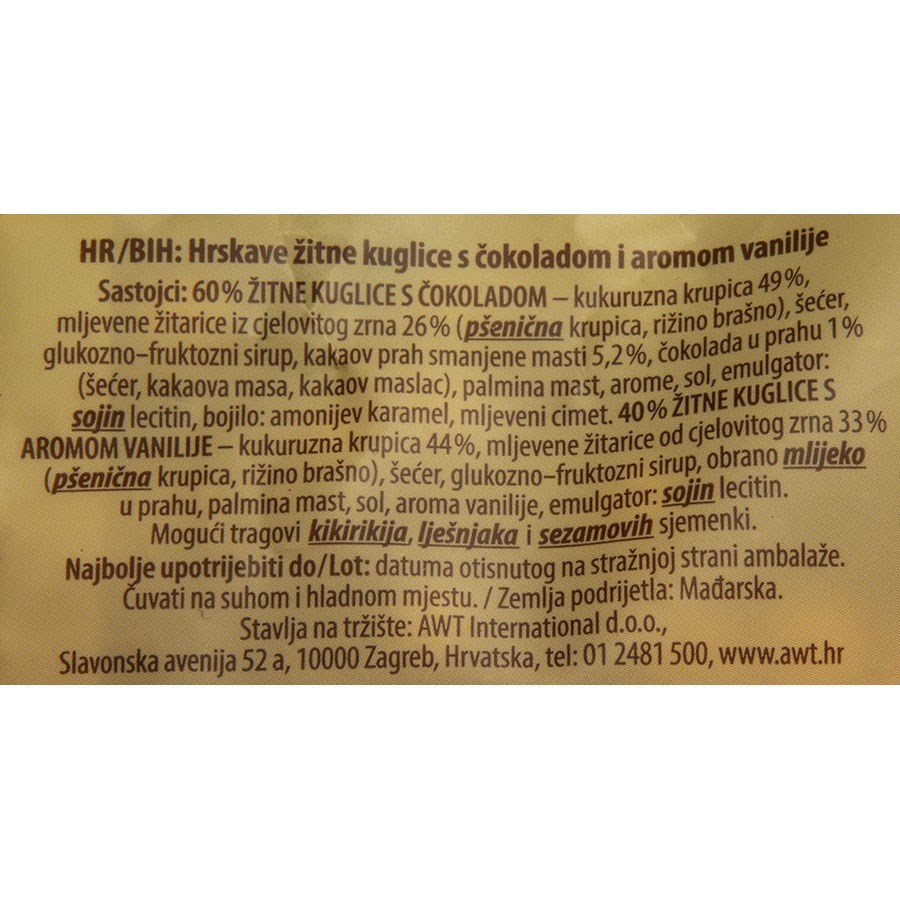 HR/BIH: Hrskave žitne kuglice s čokoladom i aromom vanilije
Sastojci: 60% ŽITNE KUGLICE S ČOKOLADOM – kukuruzna krupica 49%,
mljevene žitarice iz cjelovitog zrna 26% (pšenična krupica, rižino brašno), šećer,
glukozno–fruktozni sirup, kakaov prah smanjene masti 5,2%, čokolada u prahu 1%
(šećer, kakaova masa, kakaov maslac), palmina mast, arome, sol, emulgator:
sojin lecitin, bojilo: amonijev karamel, mljeveni cimet. 40% ŽITNE KUGLICE S
AROMOM VANILIJE – kukuruzna krupica 44%, mljevene žitarice od cjelovitog zrna 33%
(pšenična krupica, rižino brašno), šećer, glukozno–fruktozni sirup, obrano mlijeko
u prahu, palmina mast, sol, aroma vanilije, emulgator: sojin lecitin.
Mogući tragovi kikirikija, lješnjaka i sezamovih sjemenki.
Najbolje upotrijebiti do/Lot: datuma otisnutog na stražnjoj strani ambalaže.
Čuvati na suhom i hladnom mjestu. / Zemlja podrijetla: Mađarska.
Stavlja na tržište: AWT International d.o.o.,
Slavonska avenija 52 a, 10000 Zagreb, Hrvatska, tel: 01 2481 500, www.awt.hr